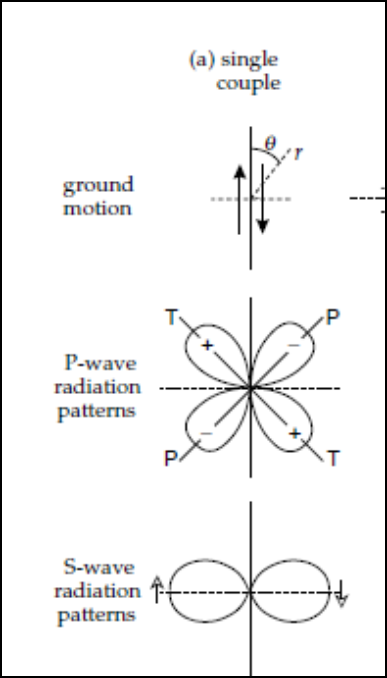 (a) single
couple
θ
r
ground
motion
T
P
+
−
P-wave
radiation
patterns
−
+
P
T
S-wave
radiation
patterns